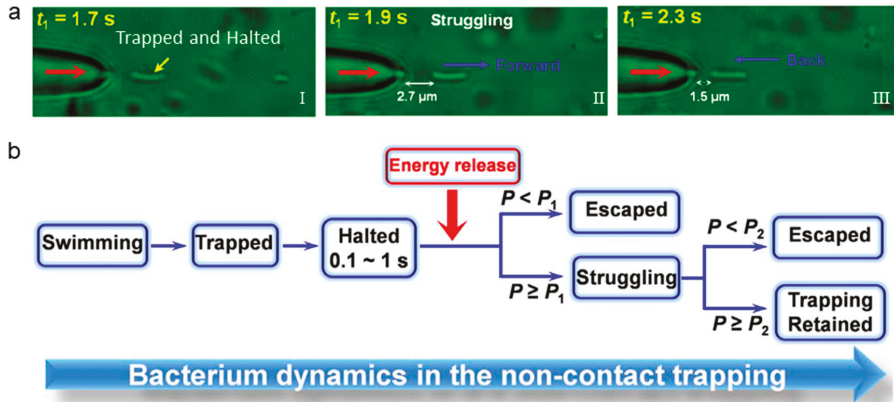 a
t₁ = 1.7 s
Trapped and Halted
I
t₁ = 1.9 s
Struggling
Forward
2.7 μm
II
t₁ = 2.3 s
Back
1.5 μm
III
b
Energy release
Swimming
Trapped
Halted
0.1 ~ 1 s
P < P₁
Escaped
P ≥ P₁
Struggling
P < P₂
Escaped
P ≥ P₂
Trapping
Retained
Bacterium dynamics in the non-contact trapping